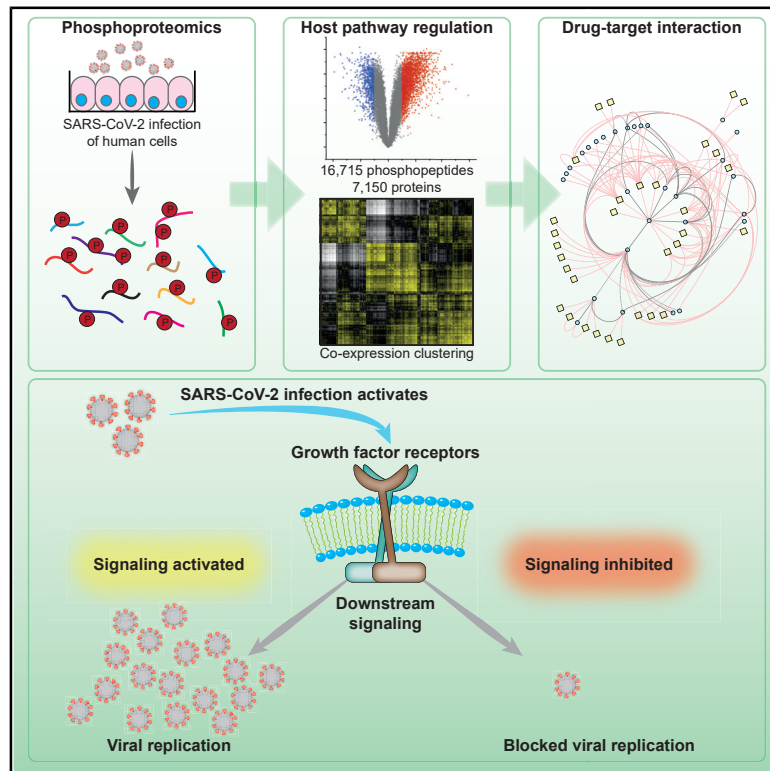 Phosphoproteomics
SARS-CoV-2 infection
of human cells
P
P
P
P
P
P
P
P
P
P
P
P
P
Host pathway regulation
16,715 phosphopeptides
7,150 proteins
Co-expression clustering
Drug-target interaction
SARS-CoV-2 infection activates
Growth factor receptors
Signaling activated
Signaling inhibited
Downstream
signaling
Viral replication
Blocked viral replication